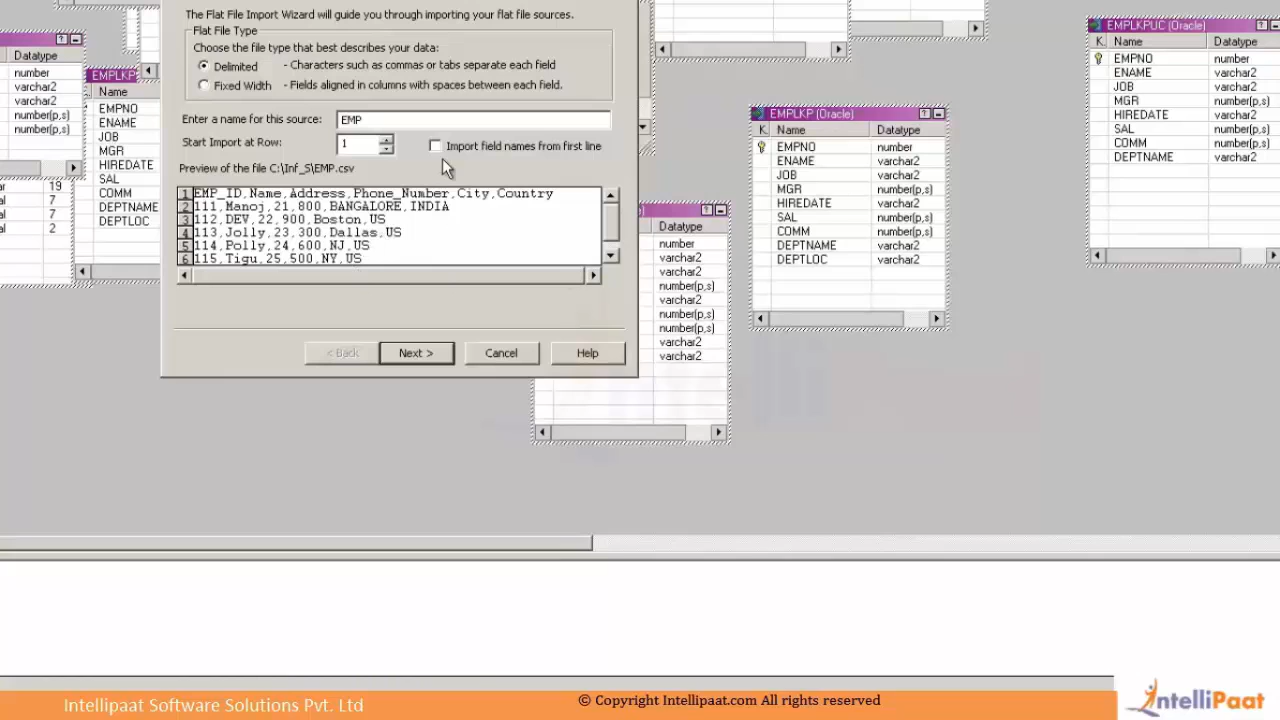 The Flat File Import Wizard will guide you through importing your flat file sources.
Flat File Type
Choose the file type that best describes your data:
Delimited - Characters such as commas or tabs separate each field
Fixed Width - Fields aligned in columns with spaces between each field.
Enter a name for this source: EMP
Start Import at Row: 1 Import field names from first line
Preview of the file C:\Inf_S\EMP.csv
1 EMP_ID,Name,Address,Phone_Number,City,Country
2 111,Manoj,21,800,BANGALORE,INDIA
3 112,DEV,22,900,Boston,US
4 113,Jolly,23,300,Dallas,US
5 114,Polly,24,600,NJ,US
6 115,Tigu,25,500,NY,US
< Back Next > Cancel Help
Datatype
number
varchar2
varchar2
number(p,s)
number(p,s)
19
7
7
2
EMPLKP
Name
EMPNO
ENAME
JOB
MGR
HIREDATE
SAL
COMM
DEPTNAME
DEPTLOC
Datatype
number
varchar2
varchar2
number(p,s)
varchar2
number(p,s)
number(p,s)
varchar2
varchar2
EMPLKP (Oracle)
K. Name Datatype
EMPNO number
ENAME varchar2
JOB varchar2
MGR number(p,s)
HIREDATE varchar2
SAL number(p,s)
COMM number(p,s)
DEPTNAME varchar2
DEPTLOC varchar2
EMPLKPUC (Oracle)
K. Name Datatype
EMPNO number
ENAME varchar2
JOB varchar2
MGR number(p,s)
HIREDATE varchar2
SAL number(p,s)
COMM number(p,s)
DEPTNAME varchar2
Intellipaat Software Solutions Pvt. Ltd
© Copyright Intellipaat.com All rights reserved
IntelliPaat